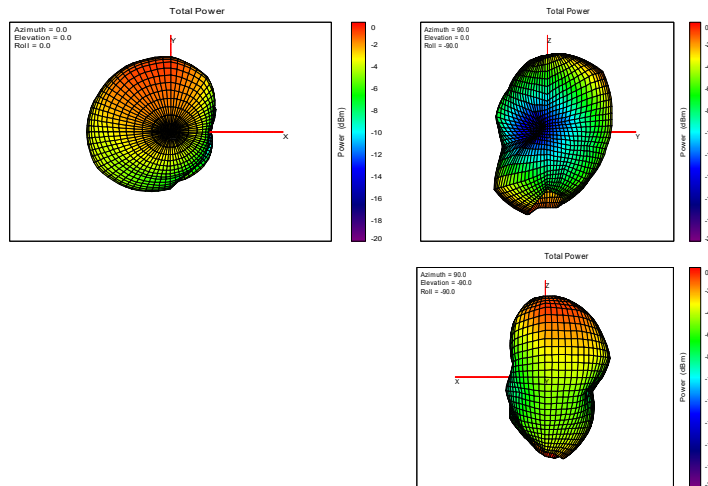 Total Power
Azimuth = 0.0
Elevation = 0.0
Roll = 0.0
Y
X
0
-2
-4
-6
-8
-10
-12
-14
-16
-18
-20
Power (dBm)
Total Power
Azimuth = 90.0
Elevation = 0.0
Roll = -90.0
Z
Y
0
Power (dBm)
Total Power
Azimuth = 90.0
Elevation = -90.0
Roll = -90.0
Z
X
Y
0
Power (dBm)